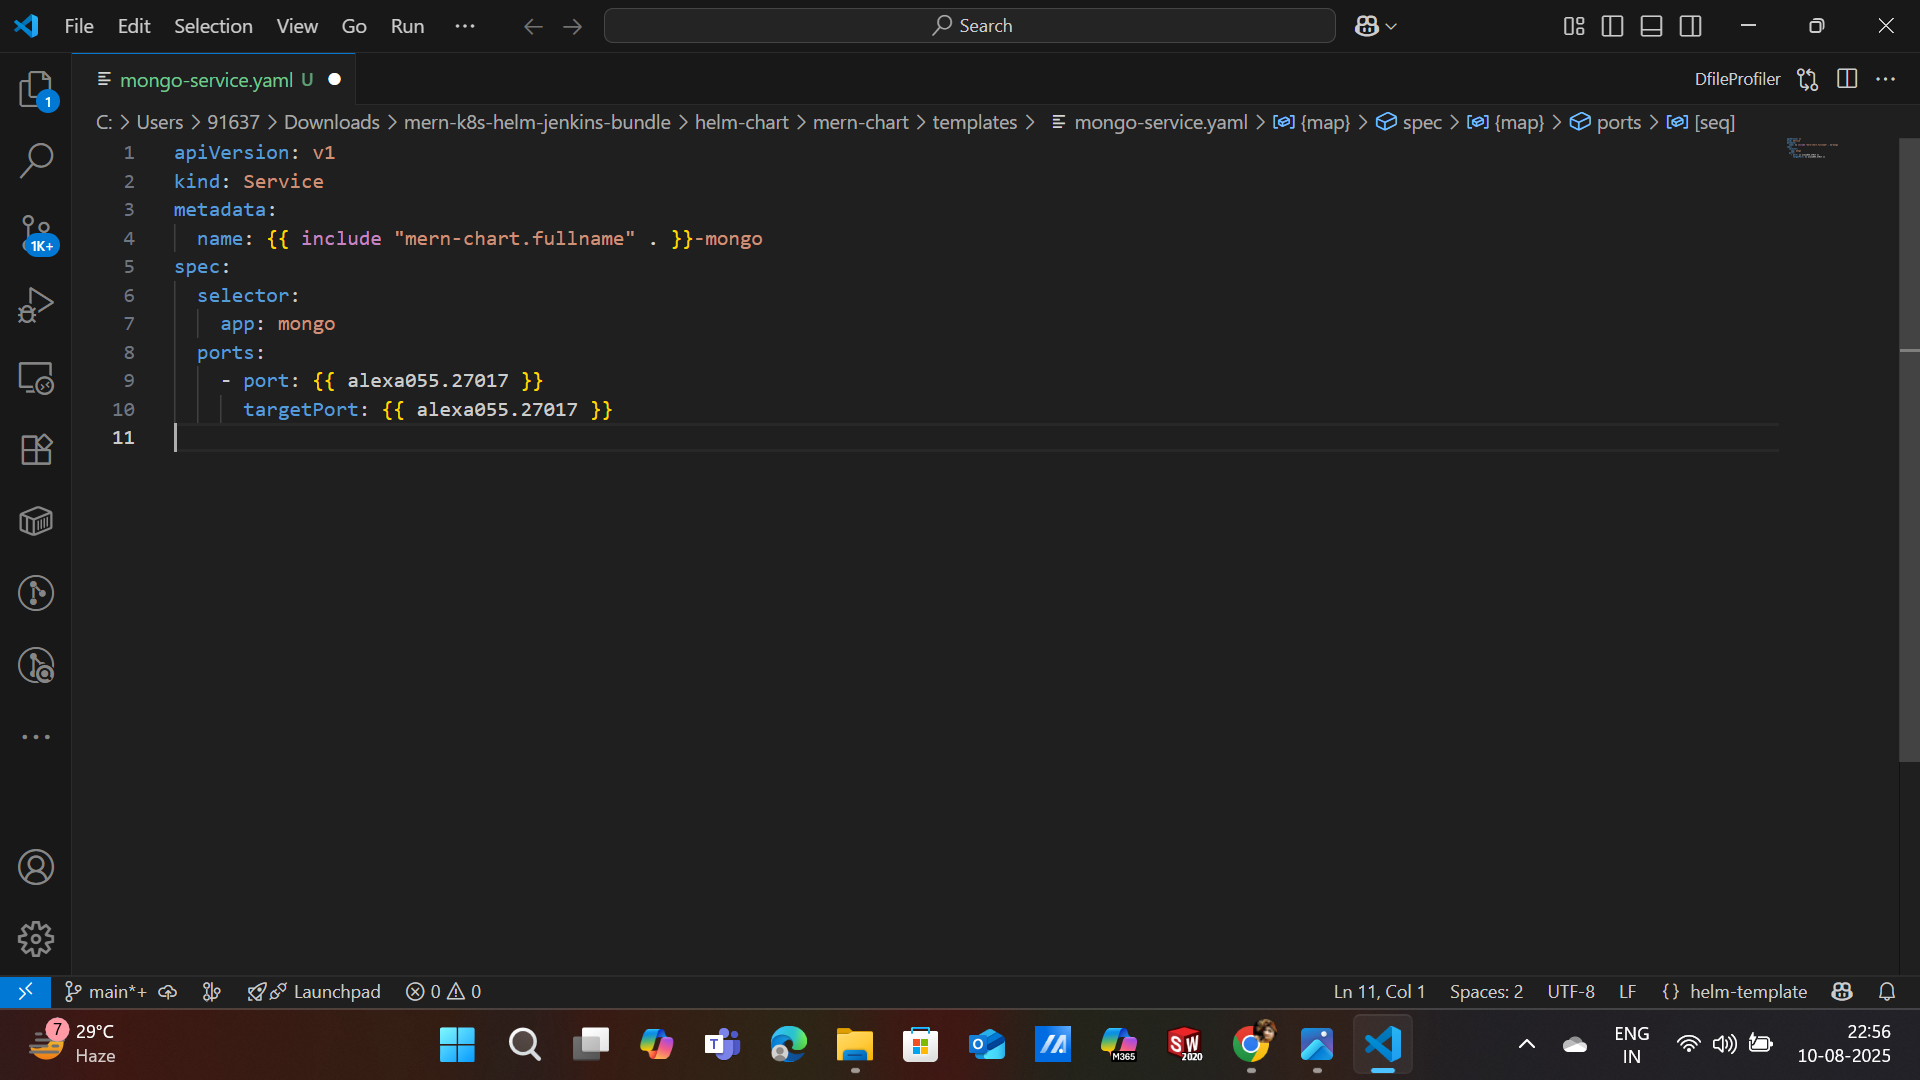 File Edit Selection View Go Run ··· Search
mongo-service.yaml U DfileProfiler ···
1
C: > Users > 91637 > Downloads > mern-k8s-helm-jenkins-bundle > helm-chart > mern-chart > templates > mongo-service.yaml > {map} > spec > {map} > ports > [seq]
1 apiVersion: v1
2 kind: Service
3 metadata:
4 name: {{ include "mern-chart.fullname" . }}-mongo
1K+
5 spec:
6 selector:
7 app: mongo
8 ports:
9 - port: {{ alexa055.27017 }}
10 targetPort: {{ alexa055.27017 }}
11
main*+ Launchpad 0 0 Ln 11, Col 1 Spaces: 2 UTF-8 LF {} helm-template
7 29°C
Haze
T
M365
SW
2020
ENG
IN
22:56
10-08-2025